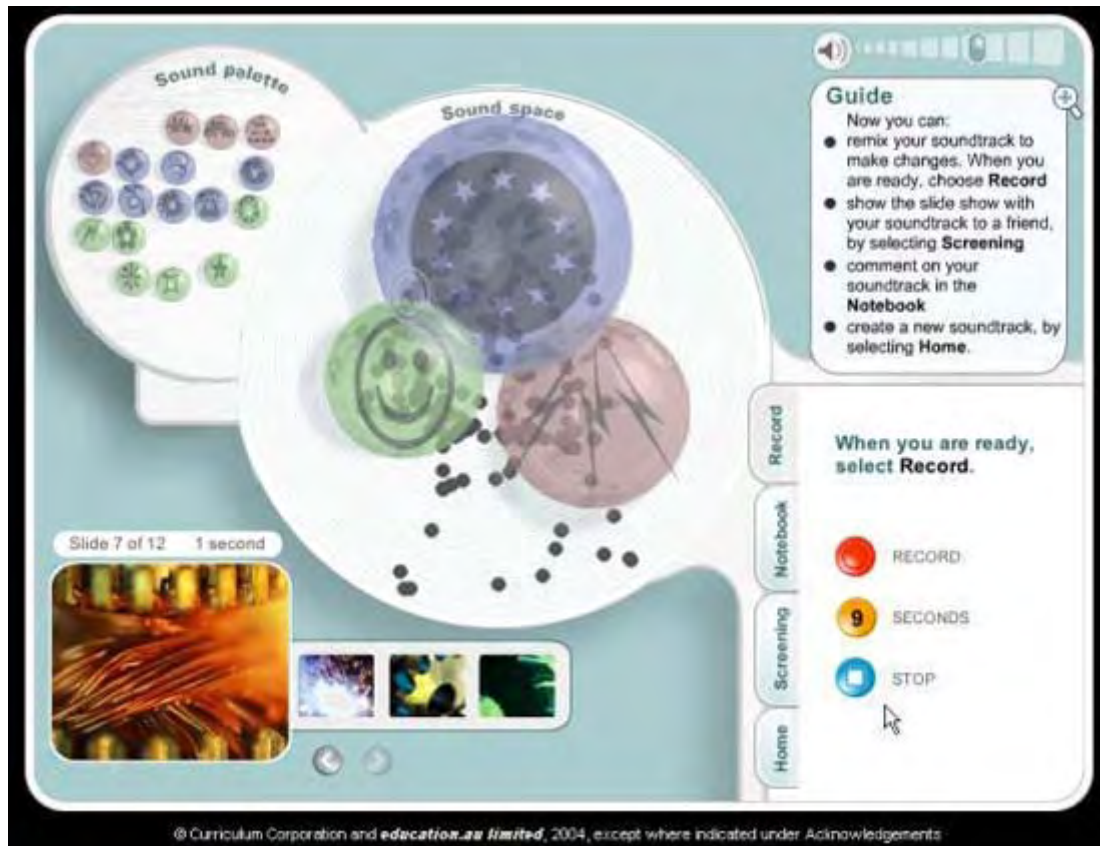 Sound palette
Sound space
Guide
Now you can:
● remix your soundtrack to
make changes. When you
are ready, choose Record
● show the slide show with
your soundtrack to a friend,
by selecting Screening
● comment on your
soundtrack in the
Notebook
● create a new soundtrack, by
selecting Home.
Record
Notebook
Screening
Home
When you are ready,
select Record.
RECORD
9 SECONDS
STOP
Slide 7 of 12 1 second
© Curriculum Corporation and education.au limited, 2004, except where indicated under Acknowledgements